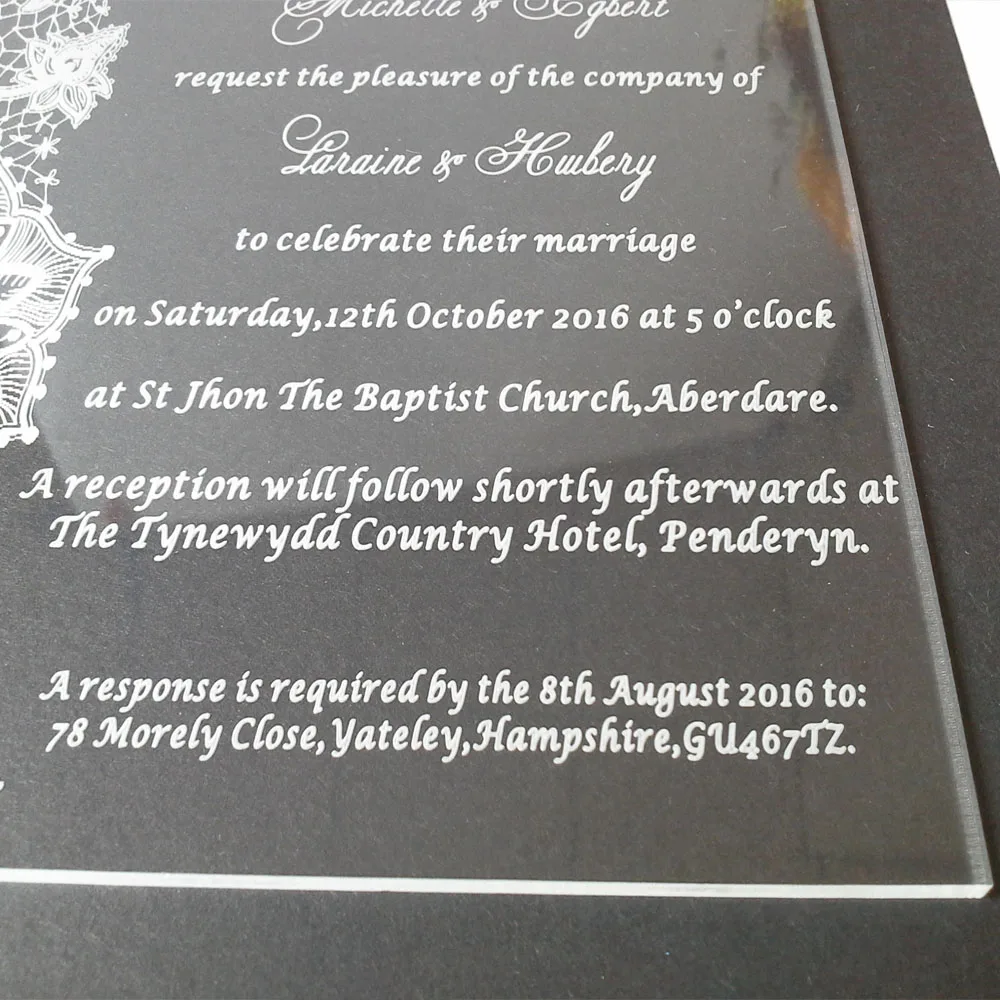 Michelle & Egbert
request the pleasure of the company of
Laraine & Hwbery
to celebrate their marriage
on Saturday,12th October 2016 at 5 o'clock
at St Jhon The Baptist Church,Aberdare.
A reception will follow shortly afterwards at
The Tynewydd Country Hotel, Penderyn.
A response is required by the 8th August 2016 to:
78 Morely Close,Yateley,Hampshire,GU467TZ.